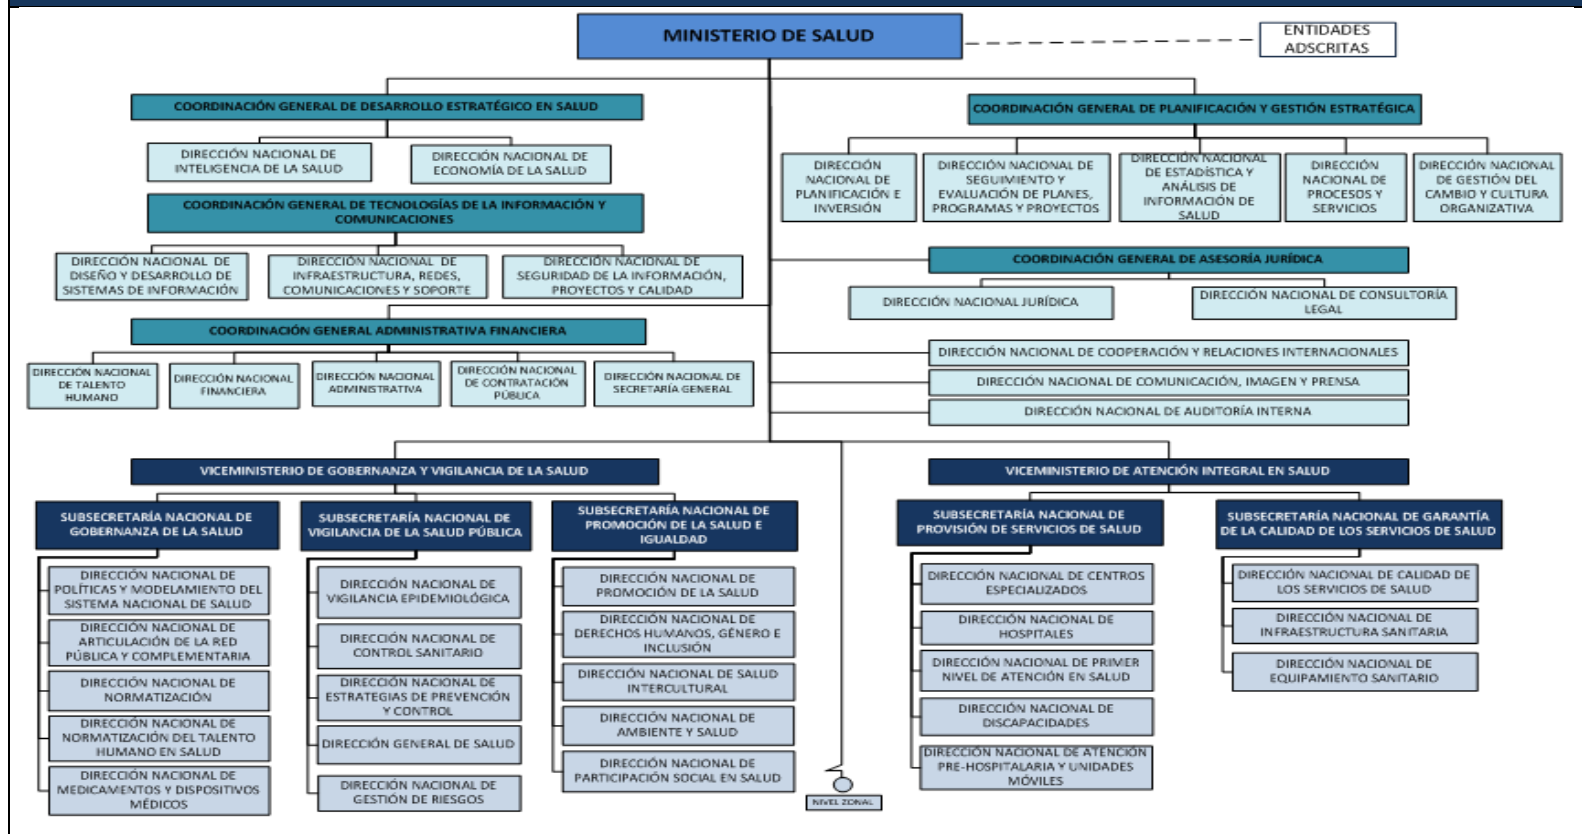 MINISTERIO DE SALUD
ENTIDADES
ADSCRITAS
COORDINACIÓN GENERAL DE DESARROLLO ESTRATÉGICO EN SALUD
DIRECCIÓN NACIONAL DE
INTELIGENCIA DE LA SALUD
DIRECCIÓN NACIONAL DE
ECONOMÍA DE LA SALUD
COORDINACIÓN GENERAL DE TECNOLOGÍAS DE LA INFORMACIÓN Y
COMUNICACIONES
DIRECCIÓN NACIONAL DE
DISEÑO Y DESARROLLO DE
SISTEMAS DE INFORMACIÓN
DIRECCIÓN NACIONAL DE
INFRAESTRUCTURA, REDES,
COMUNICACIONES Y SOPORTE
DIRECCIÓN NACIONAL DE
SEGURIDAD DE LA INFORMACIÓN,
PROYECTOS Y CALIDAD
COORDINACIÓN GENERAL ADMINISTRATIVA FINANCIERA
DIRECCIÓN NACIONAL
DE TALENTO
HUMANO
DIRECCIÓN NACIONAL
FINANCIERA
DIRECCIÓN NACIONAL
ADMINISTRATIVA
DIRECCIÓN NACIONAL
DE CONTRATACIÓN
PÚBLICA
DIRECCIÓN NACIONAL DE
SECRETARÍA GENERAL
COORDINACIÓN GENERAL DE PLANIFICACIÓN Y GESTIÓN ESTRATÉGICA
DIRECCIÓN
NACIONAL DE
PLANIFICACIÓN E
INVERSIÓN
DIRECCIÓN NACIONAL DE
SEGUIMIENTO Y
EVALUACIÓN DE PLANES,
PROGRAMAS Y PROYECTOS
DIRECCIÓN NACIONAL
DE ESTADÍSTICA Y
ANÁLISIS DE
INFORMACIÓN DE
SALUD
DIRECCIÓN
NACIONAL DE
PROCESOS Y
SERVICIOS
DIRECCIÓN NACIONAL
DE GESTIÓN DEL
CAMBIO Y CULTURA
ORGANIZATIVA
COORDINACIÓN GENERAL DE ASESORÍA JURÍDICA
DIRECCIÓN NACIONAL JURÍDICA
DIRECCIÓN NACIONAL DE CONSULTORÍA
LEGAL
DIRECCIÓN NACIONAL DE COOPERACIÓN Y RELACIONES INTERNACIONALES
DIRECCIÓN NACIONAL DE COMUNICACIÓN, IMAGEN Y PRENSA
DIRECCIÓN NACIONAL DE AUDITORÍA INTERNA
VICEMINISTERIO DE GOBERNANZA Y VIGILANCIA DE LA SALUD
SUBSECRETARÍA NACIONAL DE
GOBERNANZA DE LA SALUD
DIRECCIÓN NACIONAL DE
POLÍTICAS Y MODELAMIENTO DEL
SISTEMA NACIONAL DE SALUD
DIRECCIÓN NACIONAL DE
ARTICULACIÓN DE LA RED
PÚBLICA Y COMPLEMENTARIA
DIRECCIÓN NACIONAL DE
NORMATIZACIÓN
DIRECCIÓN NACIONAL DE
NORMATIZACIÓN DEL TALENTO
HUMANO EN SALUD
DIRECCIÓN NACIONAL DE
MEDICAMENTOS Y DISPOSITIVOS
MÉDICOS
SUBSECRETARÍA NACIONAL DE
VIGILANCIA DE LA SALUD PÚBLICA
DIRECCIÓN NACIONAL DE
VIGILANCIA EPIDEMIOLÓGICA
DIRECCIÓN NACIONAL DE
CONTROL SANITARIO
DIRECCIÓN NACIONAL DE
ESTRATEGIAS DE PREVENCIÓN
Y CONTROL
DIRECCIÓN GENERAL DE SALUD
DIRECCIÓN NACIONAL DE
GESTIÓN DE RIESGOS
SUBSECRETARÍA NACIONAL DE
PROMOCIÓN DE LA SALUD E
IGUALDAD
DIRECCIÓN NACIONAL DE
PROMOCIÓN DE LA SALUD
DIRECCIÓN NACIONAL DE
DERECHOS HUMANOS, GÉNERO E
INCLUSIÓN
DIRECCIÓN NACIONAL DE SALUD
INTERCULTURAL
DIRECCIÓN NACIONAL DE
AMBIENTE Y SALUD
DIRECCIÓN NACIONAL DE
PARTICIPACIÓN SOCIAL EN SALUD
NIVEL ZONAL
VICEMINISTERIO DE ATENCIÓN INTEGRAL EN SALUD
SUBSECRETARÍA NACIONAL DE
PROVISIÓN DE SERVICIOS DE SALUD
DIRECCIÓN NACIONAL DE CENTROS
ESPECIALIZADOS
DIRECCIÓN NACIONAL DE
HOSPITALES
DIRECCIÓN NACIONAL DE PRIMER
NIVEL DE ATENCIÓN EN SALUD
DIRECCIÓN NACIONAL DE
DISCAPACIDADES
DIRECCIÓN NACIONAL DE ATENCIÓN
PRE-HOSPITALARIA Y UNIDADES
MÓVILES
SUBSECRETARÍA NACIONAL DE GARANTÍA
DE LA CALIDAD DE LOS SERVICIOS DE SALUD
DIRECCIÓN NACIONAL DE CALIDAD DE
LOS SERVICIOS DE SALUD
DIRECCIÓN NACIONAL DE
INFRAESTRUCTURA SANITARIA
DIRECCIÓN NACIONAL DE
EQUIPAMIENTO SANITARIO